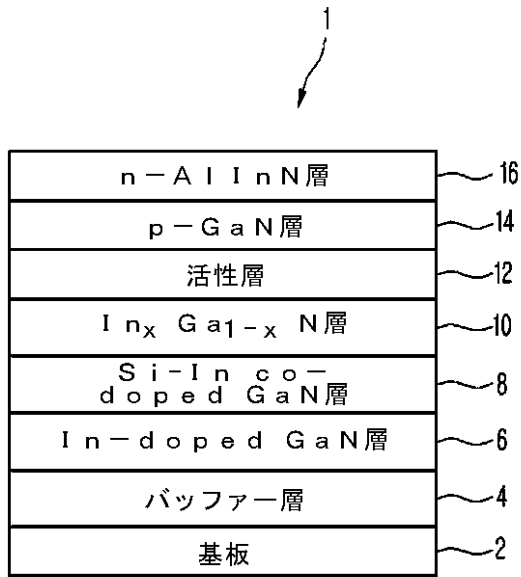 1
n-AlInN層 16
p-GaN層 14
活性層 12
InxGa1-xN層 10
Si-In co-
doped GaN層 8
In-doped GaN層 6
バッファー層 4
基板 2